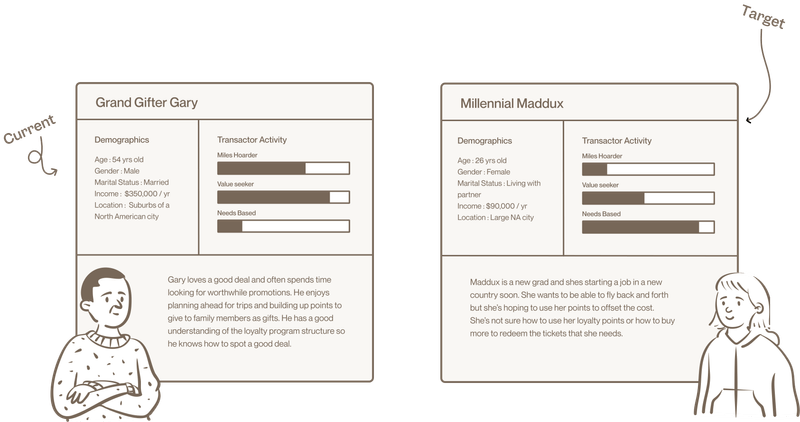 Target
Current
Grand Gifter Gary
Demographics
Age : 54 yrs old
Gender : Male
Marital Status : Married
Income : $350,000 / yr
Location : Suburbs of a
North American city
Transactor Activity
Miles Hoarder
Value seeker
Needs Based
Gary loves a good deal and often spends time
looking for worthwhile promotions. He enjoys
planning ahead for trips and building up points to
give to family members as gifts. He has a good
understanding of the loyalty program structure so
he knows how to spot a good deal.
Millennial Maddux
Demographics
Age : 26 yrs old
Gender : Female
Marital Status : Living with
partner
Income : $90,000 / yr
Location : Large NA city
Transactor Activity
Miles Hoarder
Value seeker
Needs Based
Maddux is a new grad and shes starting a job in a new
country soon. She wants to be able to fly back and forth
but she's hoping to use her points to offset the cost.
She's not sure how to use her loyalty points or how to buy
more to redeem the tickets that she needs.